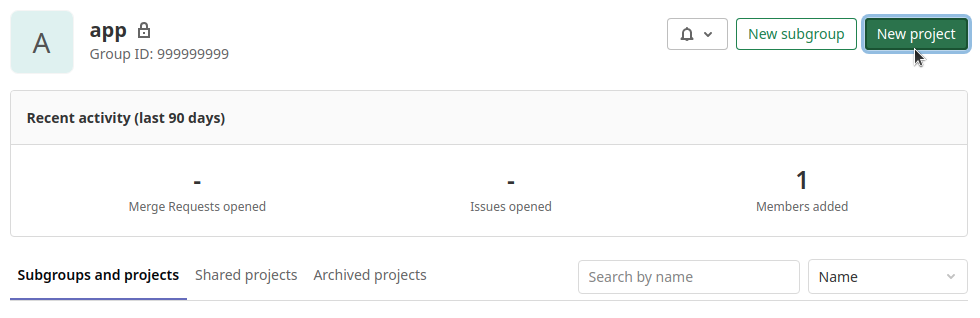 A
app
Group ID: 999999999
New subgroup
New project
Recent activity (last 90 days)
-
Merge Requests opened
-
Issues opened
1
Members added
Subgroups and projects
Shared projects
Archived projects
Search by name
Name